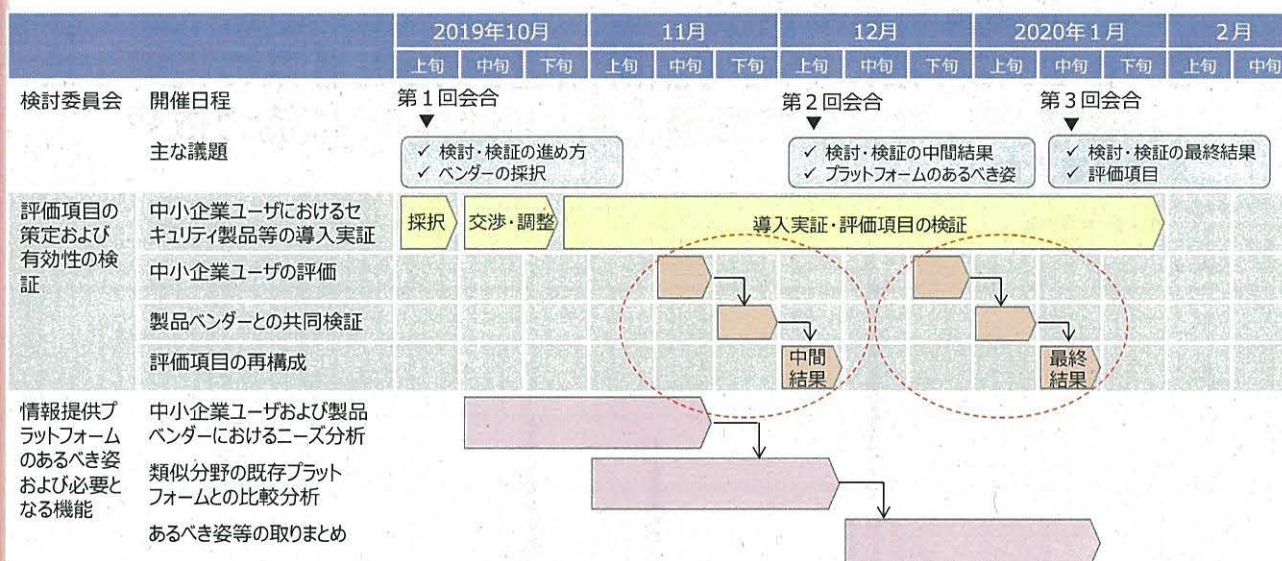 2019年10月 11月 12月 2020年1月 2月
上旬 中旬 下旬 上旬 中旬 下旬 上旬 中旬 下旬 上旬 中旬 下旬 上旬 中旬
検討委員会 開催日程 第1回会合 第2回会合 第3回会合
主な議題
✓ 検討・検証の進め方
✓ ベンダーの採択
✓ 検討・検証の中間結果
✓ プラットフォームのあるべき姿
✓ 検討・検証の最終結果
✓ 評価項目
評価項目の
策定および
有効性の検
証
中小企業ユーザにおけるセ
キュリティ製品等の導入実証
採択 交渉・調整 導入実証・評価項目の検証
中小企業ユーザの評価
製品ベンダーとの共同検証
評価項目の再構成
中間
結果
最終
結果
情報提供プ
ラットフォーム
のあるべき姿
および必要と
なる機能
中小企業ユーザおよび製品
ベンダーにおけるニーズ分析
類似分野の既存プラット
フォームとの比較分析
あるべき姿等の取りまとめ